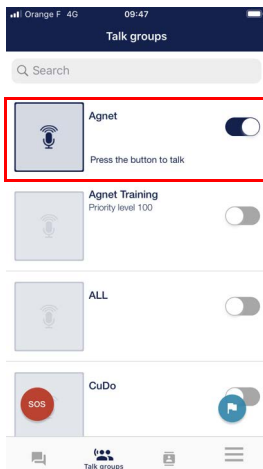 Orange F 4G 09:47
Talk groups
Search
Agnet
Press the button to talk
Agnet Training
Priority level 100
ALL
CuDo
SOS
Talk groups